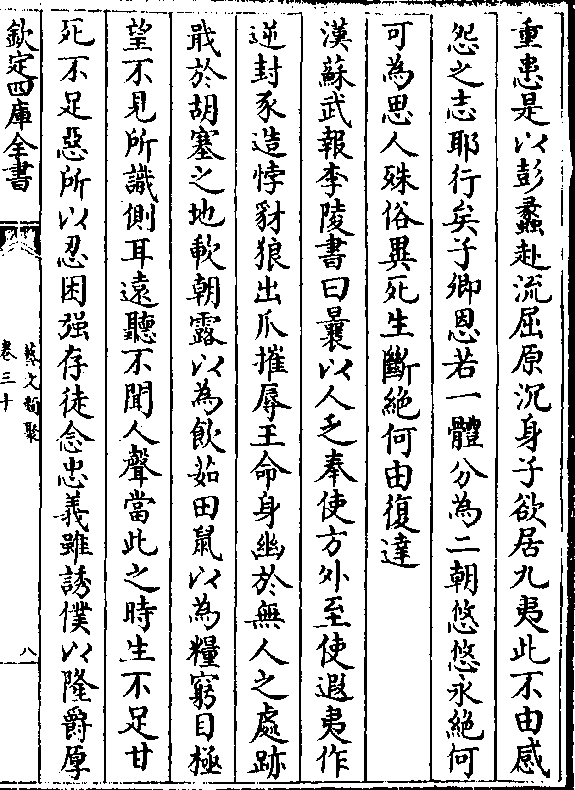 重患是以彭蠡赴流屈原沉身子欲居九夷此不由感
怨之志耶行矣子卿恩若一體分為二朝悠悠永絶何
可為思人殊俗異死生斷絶何由復達
漢蘇武報李陵書曰曩以人乏奉使方外至使遐夷作
逆封豕造悖豺狼出爪摧辱王命身幽於無人之處跡
戢於胡塞之地歃朝露以為飲茹田鼠以為糧窮目極
望不見所識側耳遠聽不聞人聲當此之時生不足甘
死不足惡所以忍困强存徒念忠義雖誘僕以隆爵厚
欽定四庫全書
藝文類聚
卷三十
八